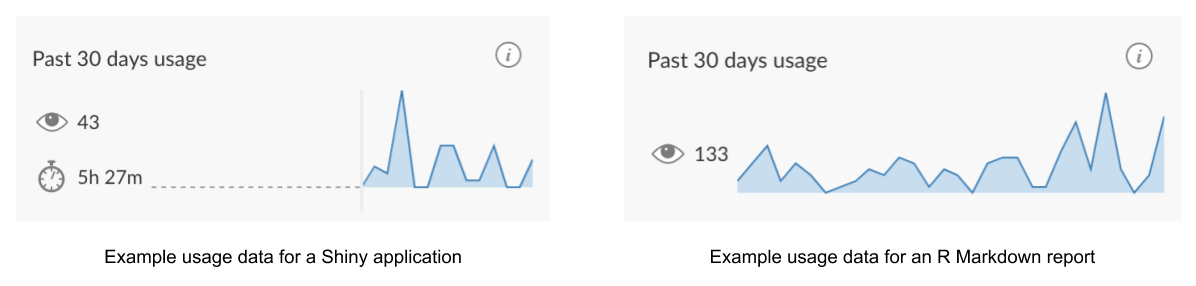 Past 30 days usage
i
43
5h 27m
Example usage data for a Shiny application
Past 30 days usage
i
133
Example usage data for an R Markdown report